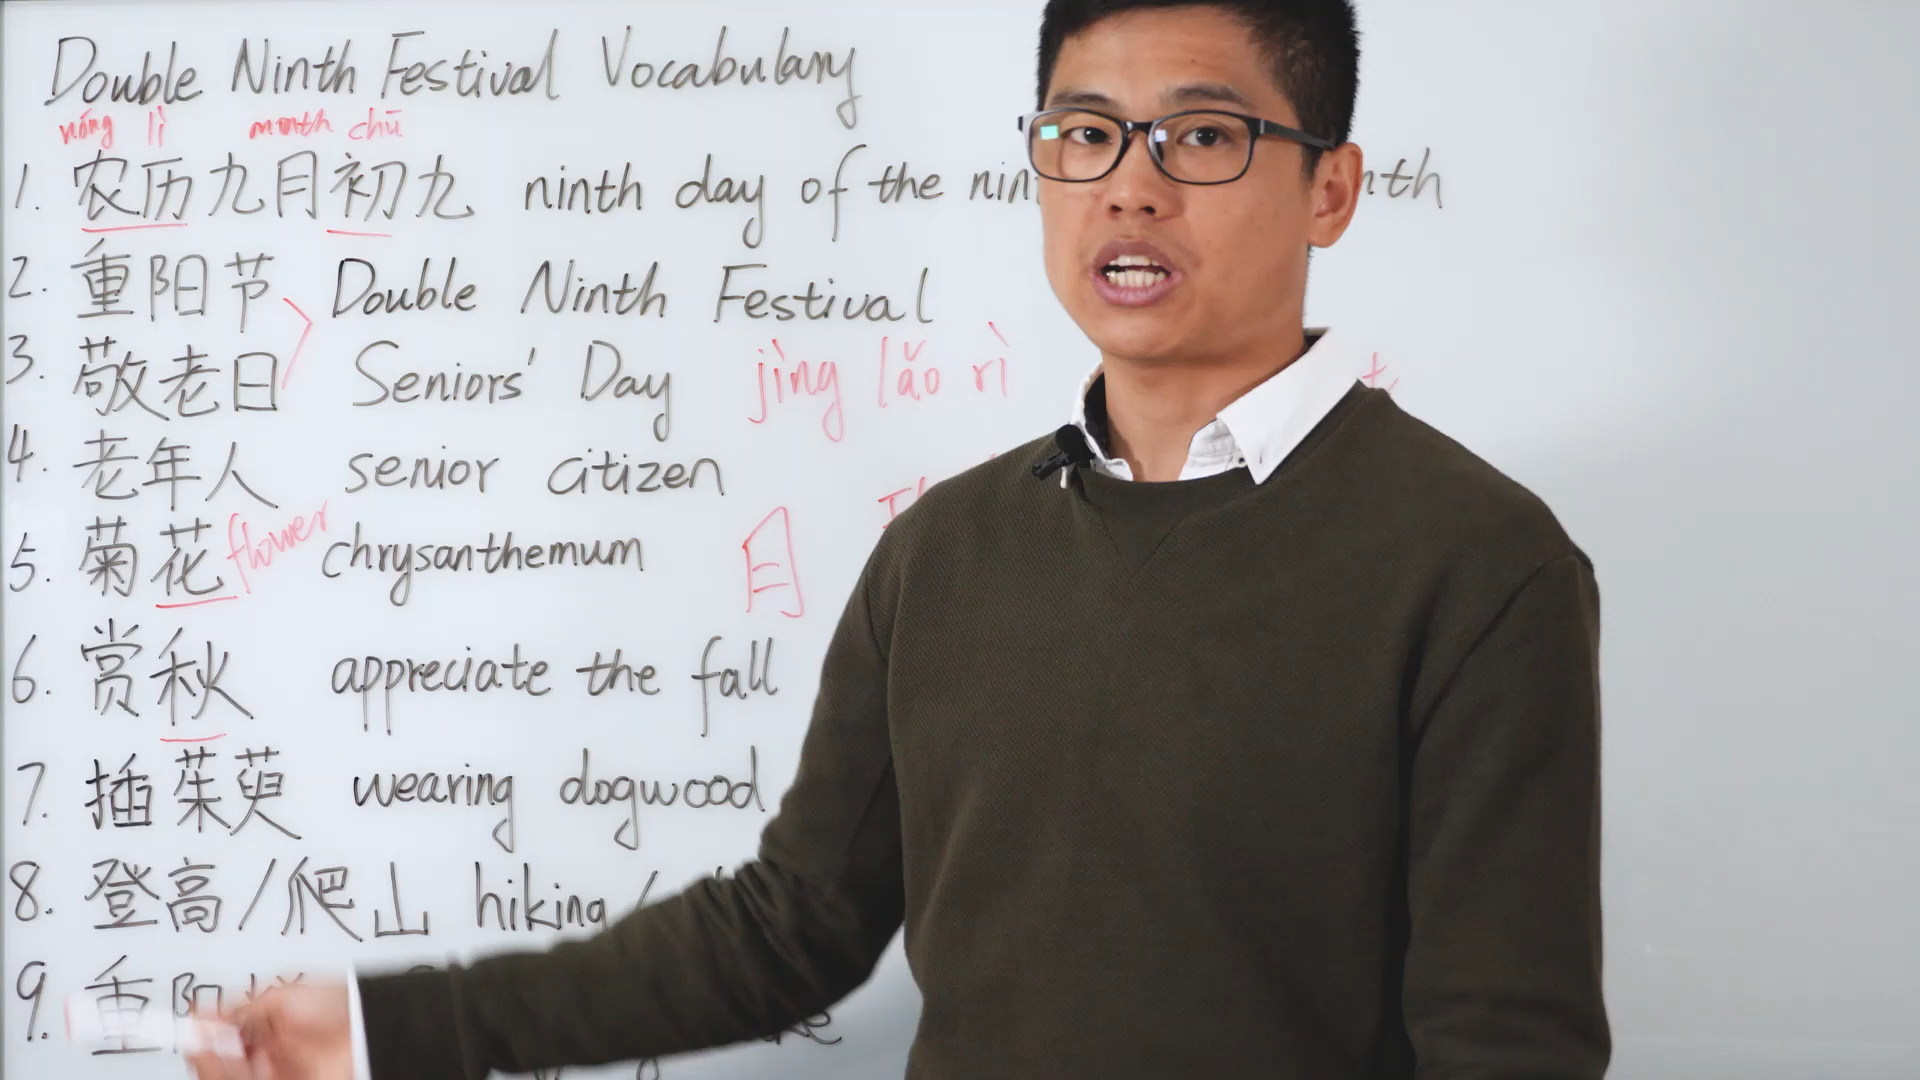 Double Ninth Festival Vocabulary
nóng lì month chū
1. 农历九月初九 ninth day of the nin nth
2. 重阳节 Double Ninth Festival
3. 敬老日 Seniors' Day jìng lǎo rì t
4. 老年人 senior citizen
5. 菊花 flower chrysanthemum 月
6. 赏秋 appreciate the fall
7. 插茱萸 wearing dogwood
8. 登高/爬山 hiking/
9. 重阳